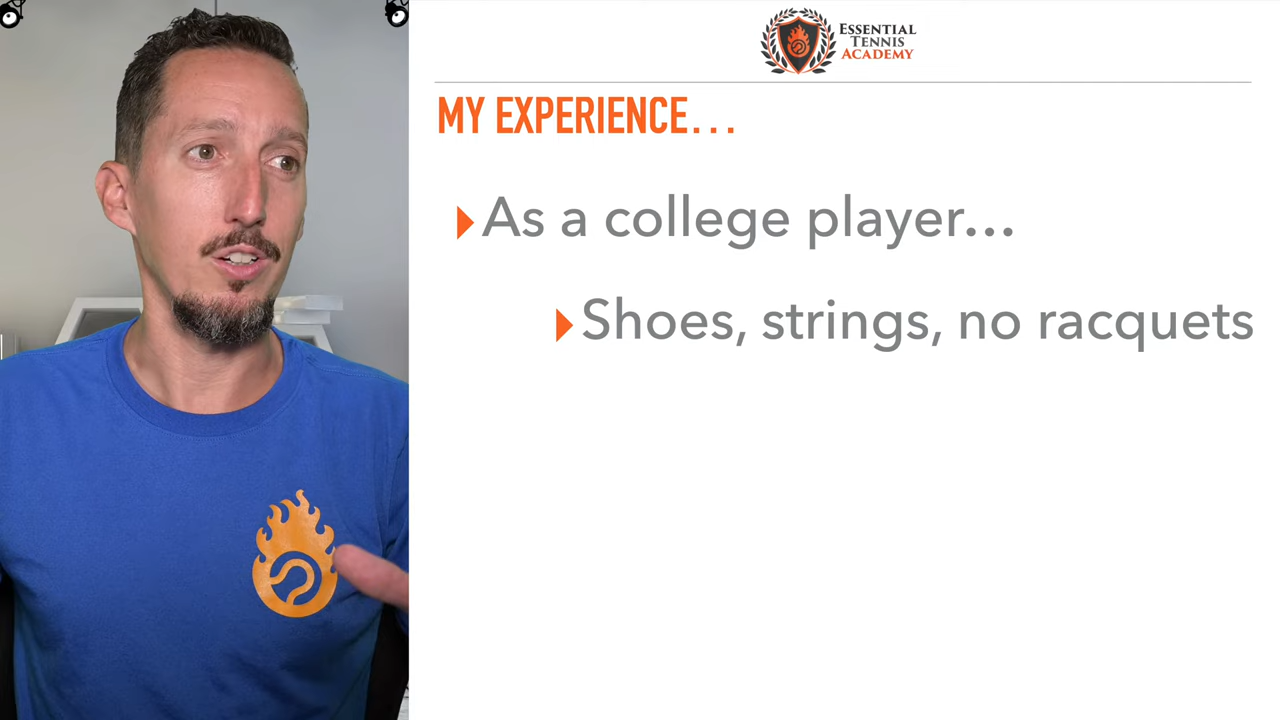 ESSENTIAL
TENNIS
ACADEMY
MY EXPERIENCE...
As a college player...
Shoes, strings, no racquets